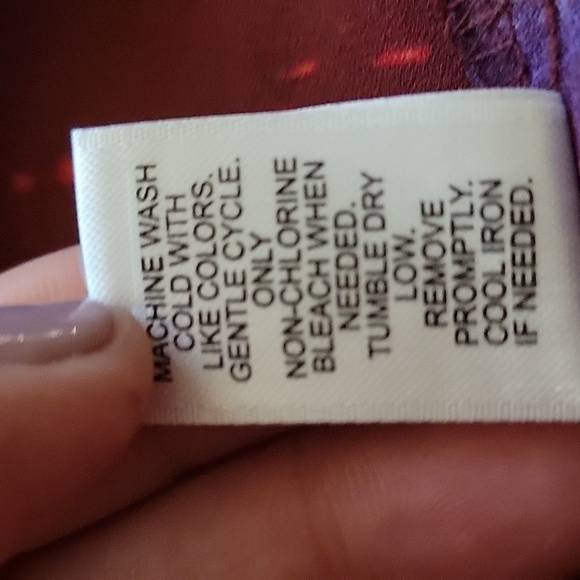 MACHINE WASH
COLD WITH
LIKE COLORS.
GENTLE CYCLE.
ONLY
NON-CHLORINE
BLEACH WHEN
NEEDED.
TUMBLE DRY
LOW.
REMOVE
PROMPTLY.
COOL IRON
IF NEEDED.